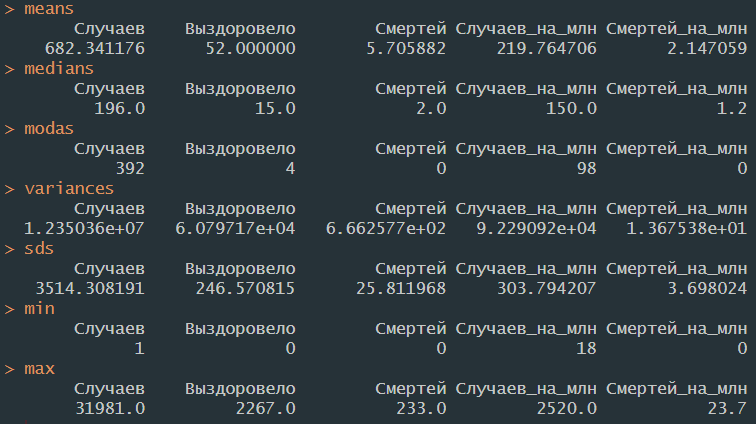 > means
Случаев Выздоровело Смертей Случаев_на_млн Смертей_на_млн
682.341176 52.000000 5.705882 219.764706 2.147059
> medians
Случаев Выздоровело Смертей Случаев_на_млн Смертей_на_млн
196.0 15.0 2.0 150.0 1.2
> modas
Случаев Выздоровело Смертей Случаев_на_млн Смертей_на_млн
392 4 0 98 0
> variances
Случаев Выздоровело Смертей Случаев_на_млн Смертей_на_млн
1.235036e+07 6.079717e+04 6.662577e+02 9.229092e+04 1.367538e+01
> sds
Случаев Выздоровело Смертей Случаев_на_млн Смертей_на_млн
3514.308191 246.570815 25.811968 303.794207 3.698024
> min
Случаев Выздоровело Смертей Случаев_на_млн Смертей_на_млн
1 0 0 18 0
> max
Случаев Выздоровело Смертей Случаев_на_млн Смертей_на_млн
31981.0 2267.0 233.0 2520.0 23.7